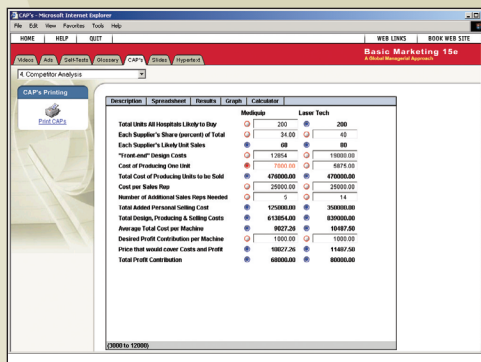 CAP's - Microsoft Internet Explorer
File Edit View Favorites Tools Help
HOME | HELP | QUIT | WEB LINKS | BOOK WEB SITE
Basic Marketing 15e
A Global Managerial Approach
Videos Ads Self-Tests Glossary CAP's Slides Hypertext
4. Competitor Analysis
CAP's Printing
Print CAPs
Description Spreadsheet Results Graph Calculator
Mediquip Laser Tech
Total Units All Hospitals Likely to Buy 200 200
Each Supplier's Share (percent) of Total 34.00 40
Each Supplier's Likely Unit Sales 68 80
"Front-end" Design Costs 12854 19000.00
Cost of Producing One Unit 7000.00 5875.00
Total Cost of Producing Units to be Sold 476000.00 470000.00
Cost per Sales Rep 25000.00 25000.00
Number of Additional Sales Reps Needed 5 14
Total Added Personal Selling Cost 125000.00 350000.00
Total Design, Producing & Selling Costs 613854.00 839000.00
Average Total Cost per Machine 9027.26 10487.50
Desired Profit Contribution per Machine 1000.00 1000.00
Price that would cover Costs and Profit 10027.26 11487.50
Total Profit Contribution 68000.00 80000.00
(3000 to 12000)